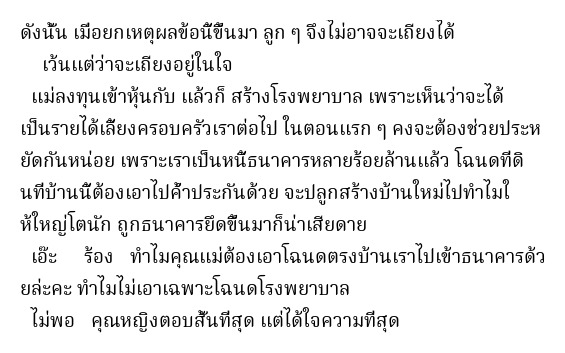 ดังนั้น เมื่อยกเหตุผลข้อนี้ขึ้นมา ลูก ๆ จึงไม่อาจจะเถียงได้
เว้นแต่ว่าจะเถียงอยู่ในใจ
แม่ลงทุนเข้าหุ้นกับ แล้วก็ สร้างโรงพยาบาล เพราะเห็นว่าจะได้
เป็นรายได้เลี้ยงครอบครัวเราต่อไป ในตอนแรก ๆ คงจะต้องช่วยประห
ยัดกันหน่อย เพราะเราเป็นหนี้ธนาคารหลายร้อยล้านแล้ว โฉนดที่ดิ
นที่บ้านนี้ต้องเอาไปค้ำประกันด้วย จะปลูกสร้างบ้านใหม่ไปทำไมใ
ห้ใหญ่โตนัก ถูกธนาคารยึดขึ้นมาก็น่าเสียดาย
เอ๊ะ ร้อง ทำไมคุณแม่ต้องเอาโฉนดตรงบ้านเราไปเข้าธนาคารด้ว
ยล่ะคะ ทำไมไม่เอาเฉพาะโฉนดโรงพยาบาล
ไม่พอ คุณหญิงตอบสั้นที่สุด แต่ได้ใจความที่สุด